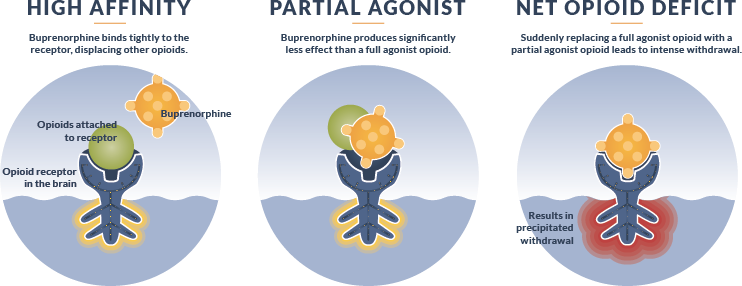 HIGH AFFINITY
Buprenorphine binds tightly to the
receptor, displacing other opioids.
Buprenorphine
Opioids attached
to receptor
Opioid receptor
in the brain
PARTIAL AGONIST
Buprenorphine produces significantly
less effect than a full agonist opioid.
NET OPIOID DEFICIT
Suddenly replacing a full agonist opioid with a
partial agonist opioid leads to intense withdrawal.
Results in
precipitated
withdrawal